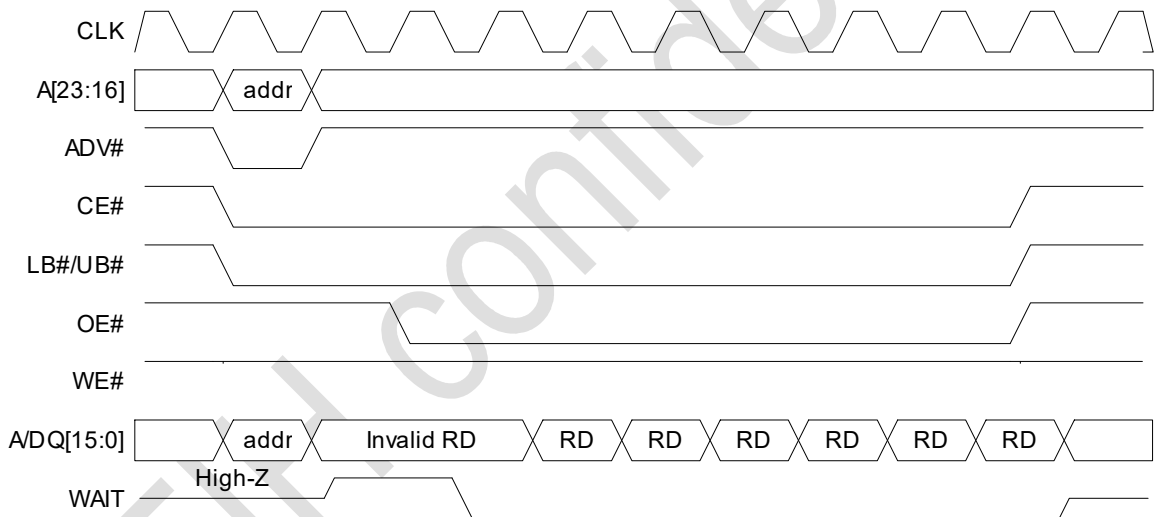 CLK
A[23:16] addr
ADV#
CE#
LB#/UB#
OE#
WE#
A/DQ[15:0] addr Invalid RD RD RD RD RD RD RD
High-Z
WAIT